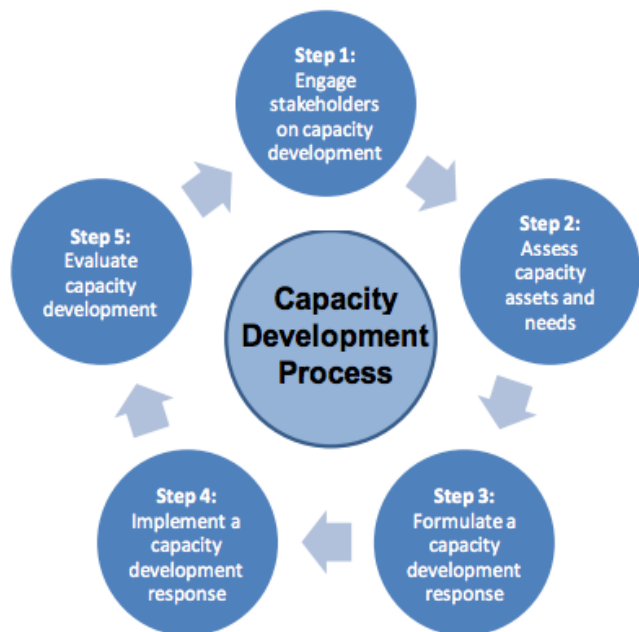 Step 1:
Engage
stakeholders
on capacity
development
Step 2:
Assess
capacity
assets and
needs
Step 3:
Formulate a
capacity
development
response
Step 4:
Implement a
capacity
development
response
Step 5:
Evaluate
capacity
development
Capacity
Development
Process